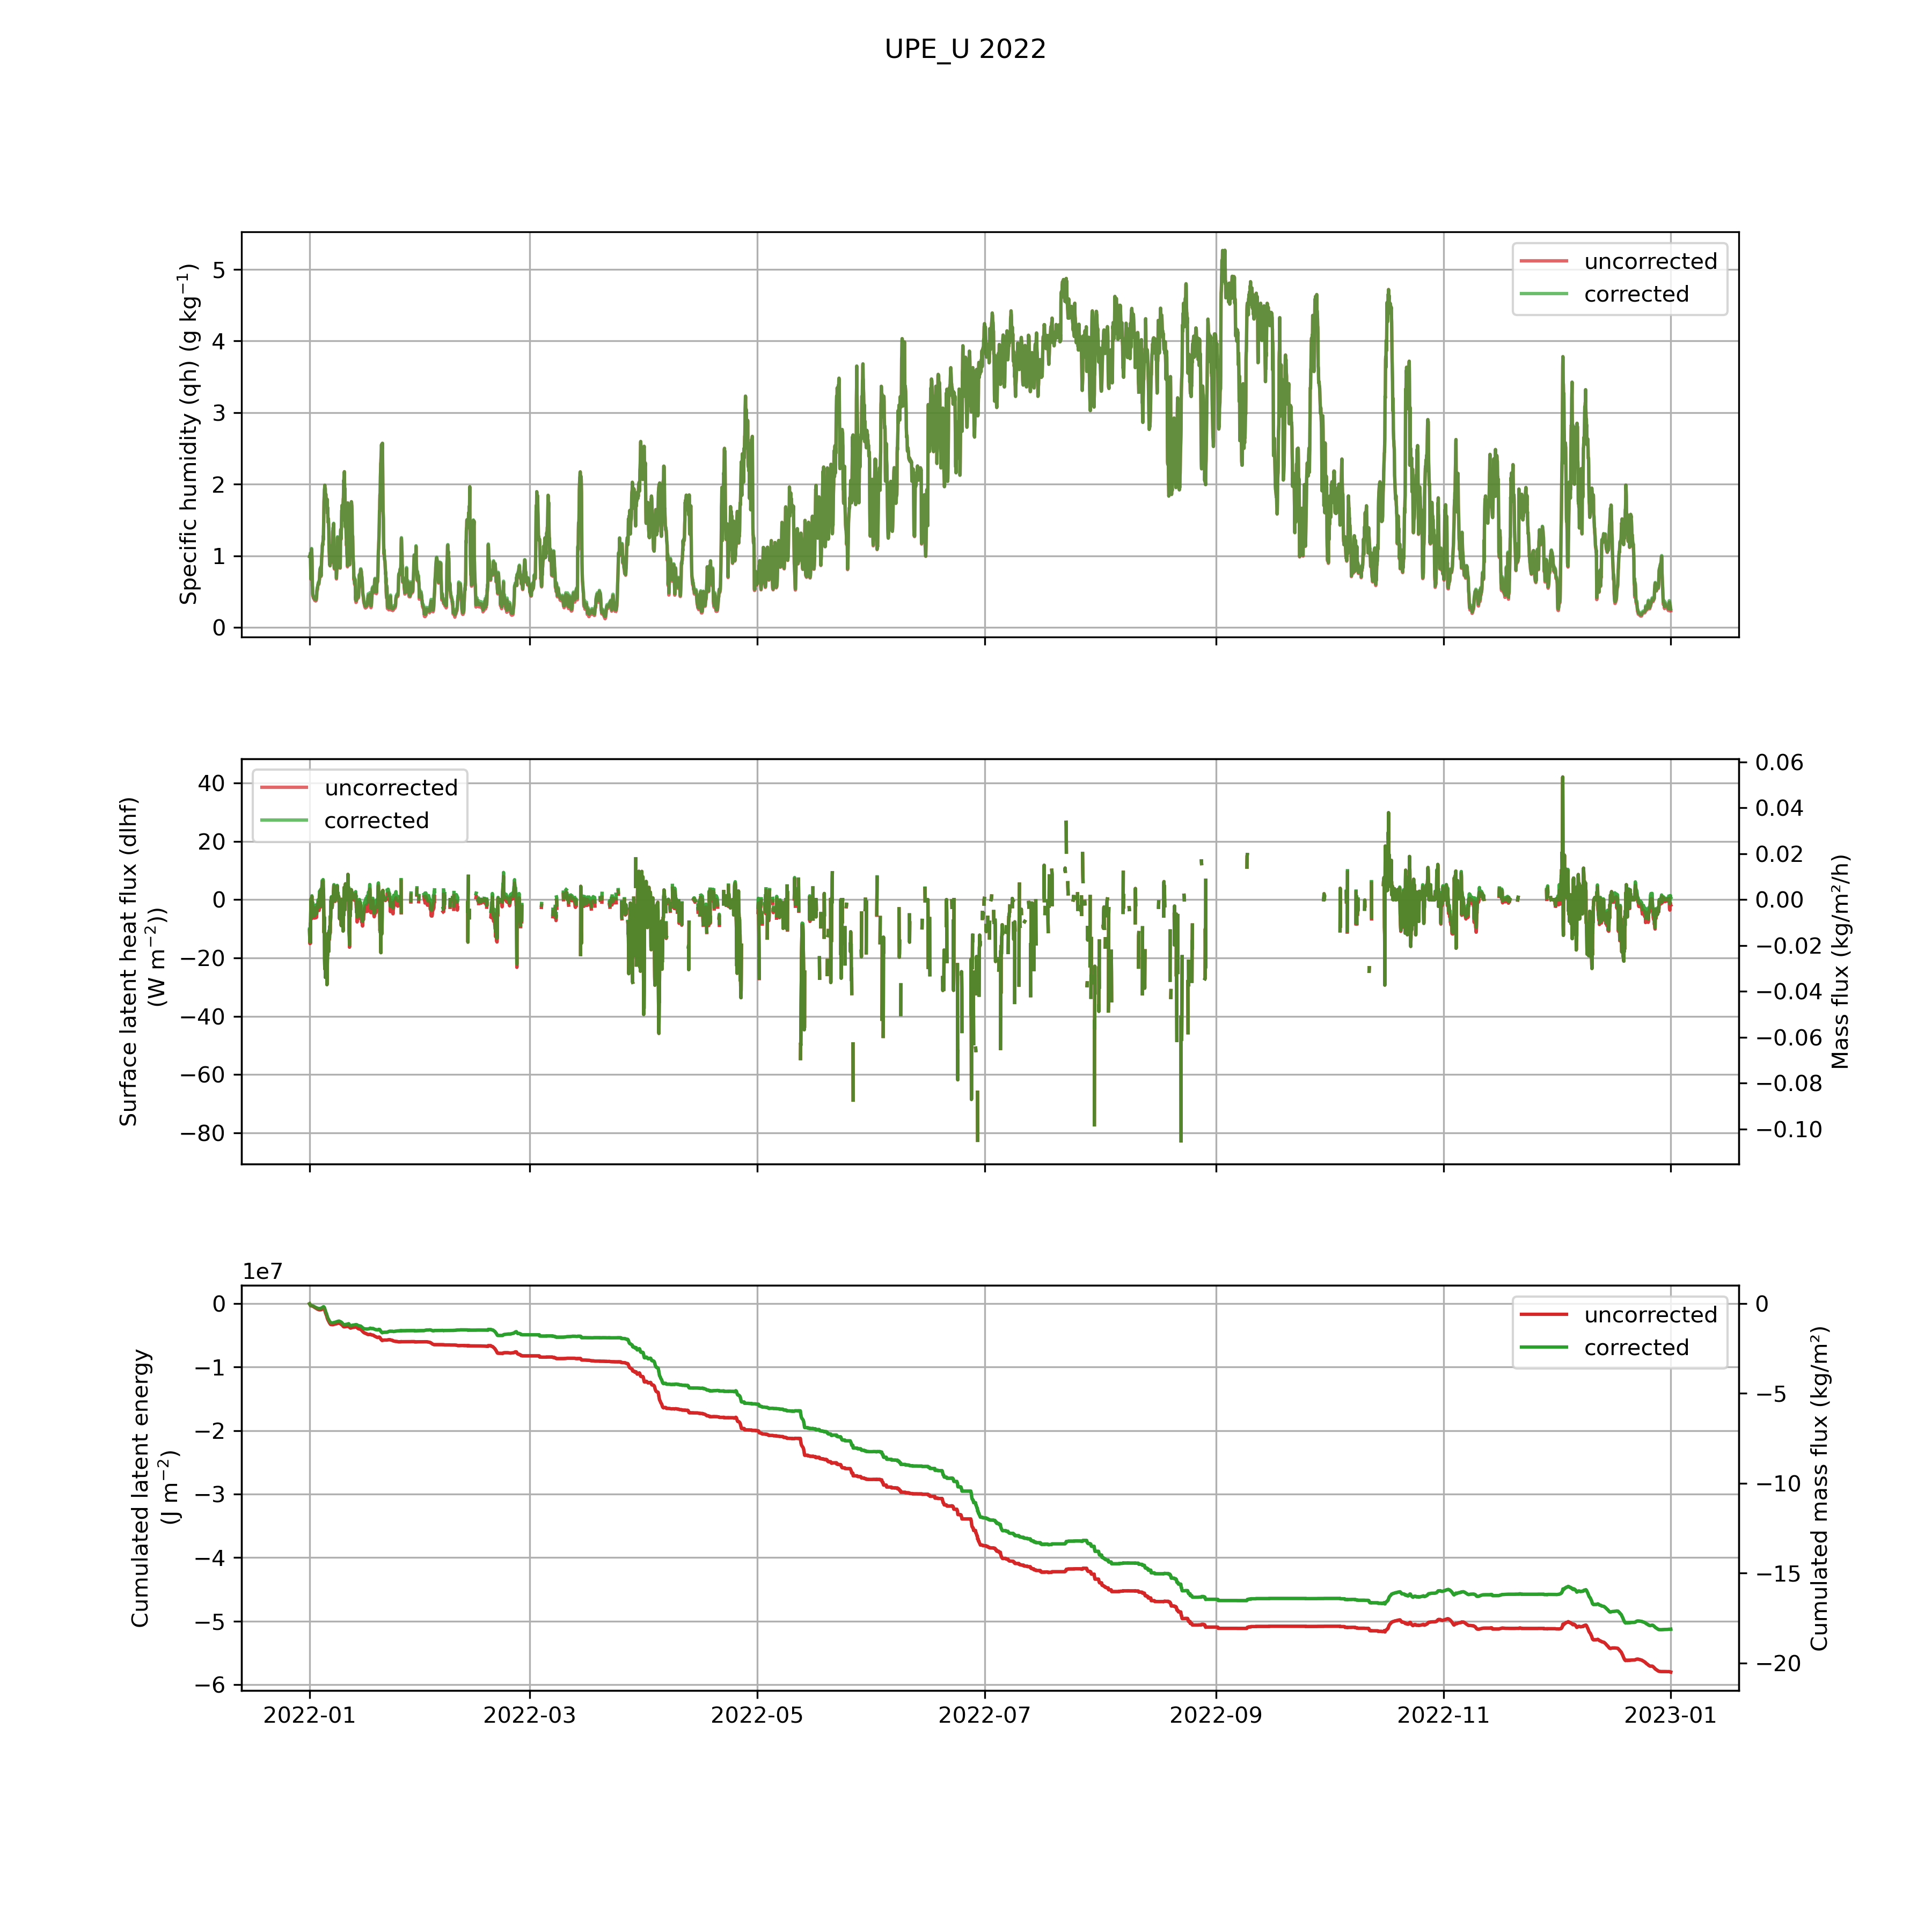 UPE_U 2022
Specific humidity (qh) (g kg⁻¹)
5
4
3
2
1
0
uncorrected
corrected
Surface latent heat flux (dlhf)
(W m⁻²))
40
20
0
−20
−40
−60
−80
uncorrected
corrected
0.06
0.04
0.02
0.00
−0.02
−0.04
−0.06
−0.08
−0.10
Mass flux (kg/m²/h)
1e7
Cumulated latent energy
(J m⁻²)
0
−1
−2
−3
−4
−5
−6
uncorrected
corrected
0
−5
−10
−15
−20
Cumulated mass flux (kg/m²)
2022-01
2022-03
2022-05
2022-07
2022-09
2022-11
2023-01